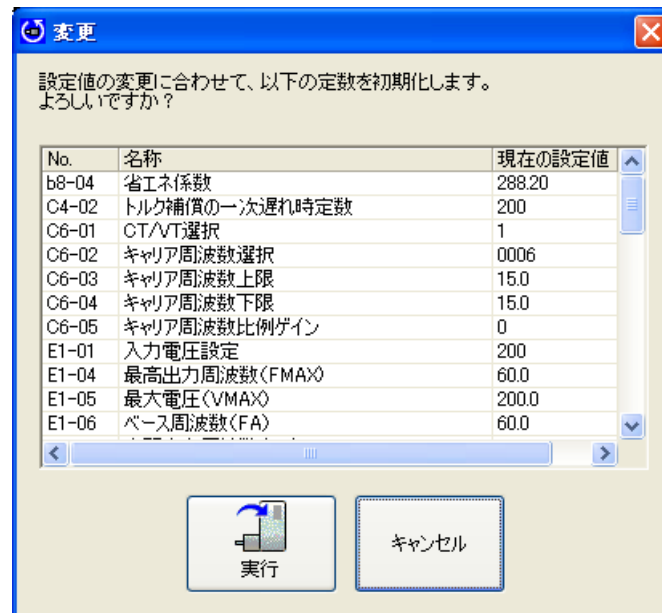 変更
設定値の変更に合わせて、以下の定数を初期化します。
よろしいですか？
No. 名称 現在の設定値
b8-04 省エネ係数 288.20
C4-02 トルク補償の一次遅れ時定数 200
C6-01 CT/VT選択 1
C6-02 キャリア周波数選択 0006
C6-03 キャリア周波数上限 15.0
C6-04 キャリア周波数下限 15.0
C6-05 キャリア周波数比例ゲイン 0
E1-01 入力電圧設定 200
E1-04 最高出力周波数(FMAX) 60.0
E1-05 最大電圧(VMAX) 200.0
E1-06 ベース周波数(FA) 60.0
実行 キャンセル